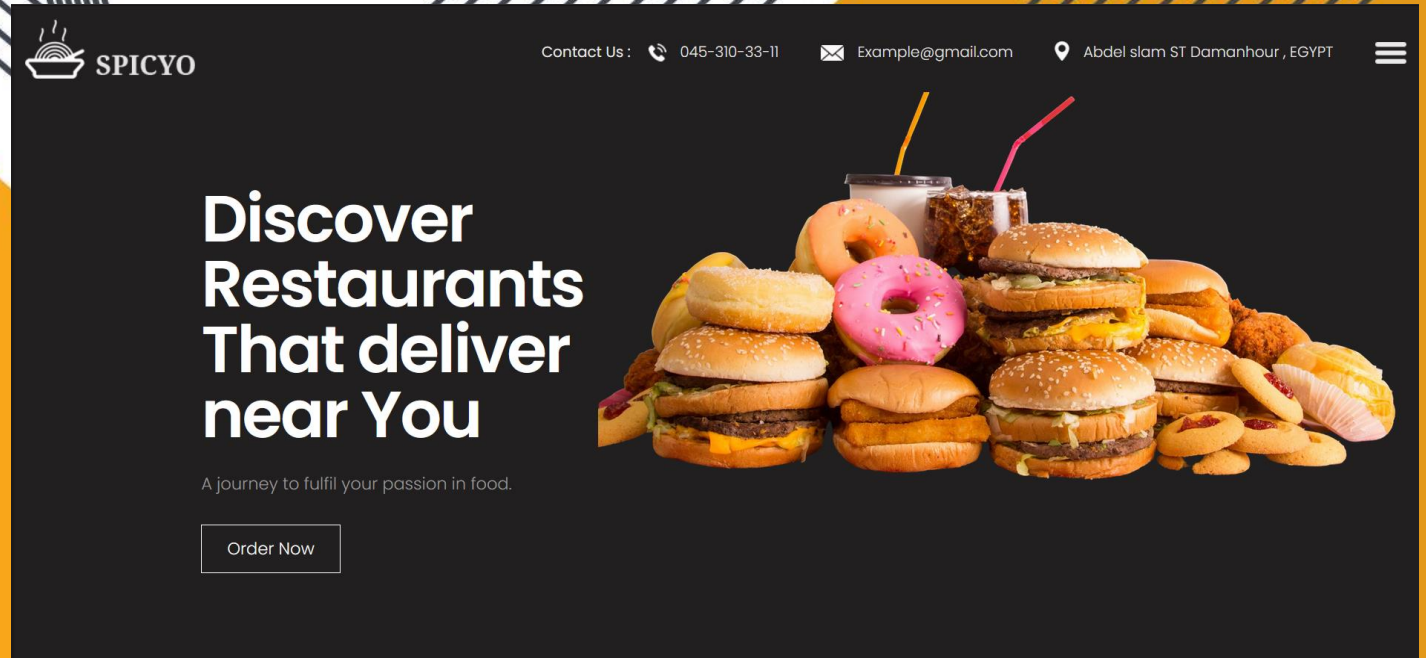 SPICYO
Contact Us : 045-310-33-11 Example@gmail.com Abdel slam ST Damanhour , EGYPT
Discover
Restaurants
That deliver
near You
A journey to fulfil your passion in food.
Order Now